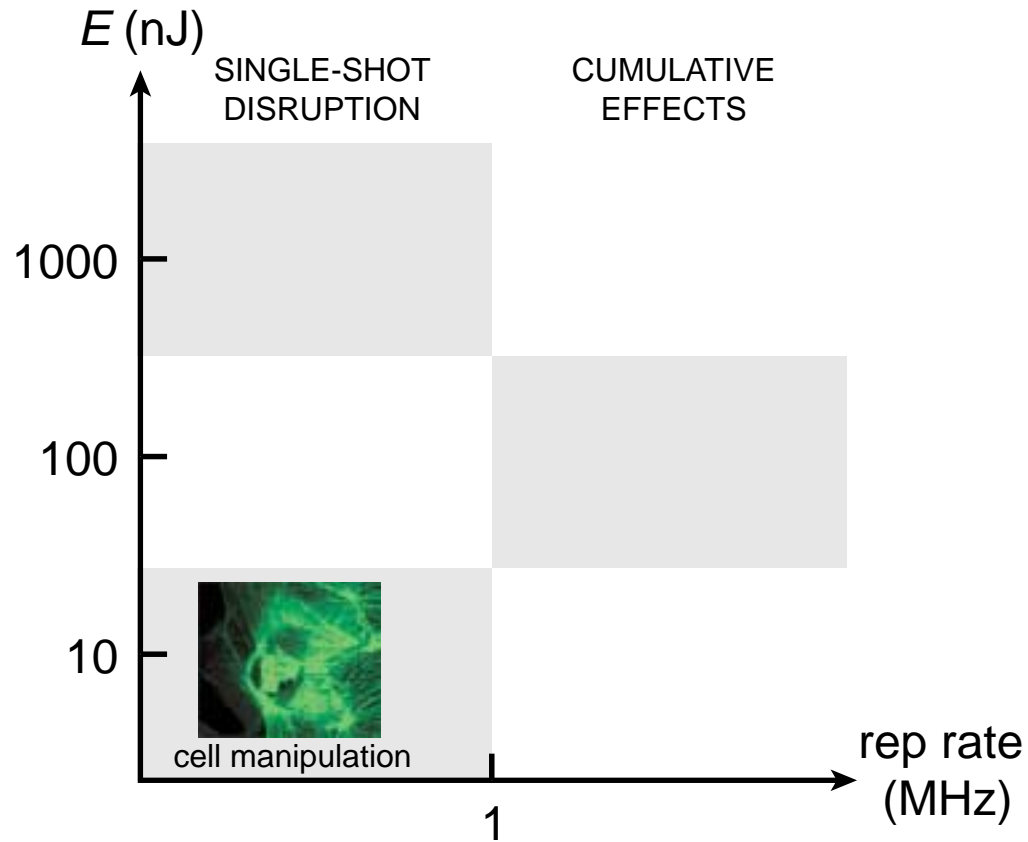 E (nJ)
SINGLE-SHOT
DISRUPTION
CUMULATIVE
EFFECTS
1000
100
10
cell manipulation
rep rate
(MHz)
1